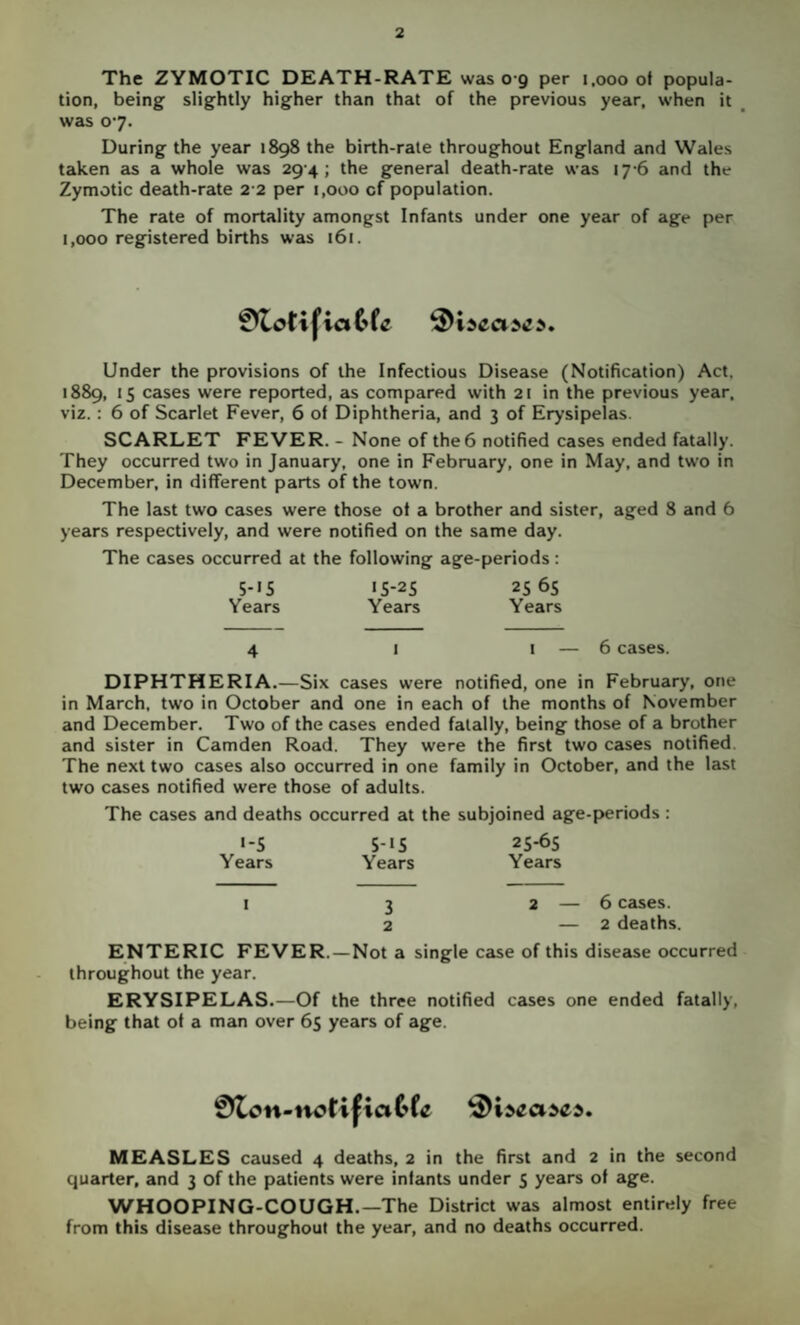 2
The ZYMOTIC DEATH-RATE was 0·9 per 1,000 of popula-
tion, being slightly higher than that of the previous year, when it
was 0·7.
During the year 1898 the birth-rate throughout England and Wales
taken as a whole was 29·4; the general death-rate was 17·6 and the
Zymotic death-rate 2·2 per 1,000 of population.
The rate of mortality amongst Infants under one year of age per
1,000 registered births was 161.
Notifiable Diseases.
Under the provisions of the Infectious Disease (Notification) Act,
1889, 15 cases were reported, as compared with 21 in the previous year,
viz. : 6 of Scarlet Fever, 6 of Diphtheria, and 3 of Erysipelas.
SCARLET FEVER. - None of the 6 notified cases ended fatally.
They occurred two in January, one in February, one in May, and two in
December, in different parts of the town.
The last two cases were those of a brother and sister, aged 8 and 6
years respectively, and were notified on the same day.
The cases occurred at the following age-periods :
5-15 15-25 25 65
Years Years Years
4 1 1 — 6 cases.
DIPHTHERIA.—Six cases were notified, one in February, one
in March, two in October and one in each of the months of November
and December. Two of the cases ended fatally, being those of a brother
and sister in Camden Road. They were the first two cases notified.
The next two cases also occurred in one family in October, and the last
two cases notified were those of adults.
The cases and deaths occurred at the subjoined age-periods :
1-5 5-15 25-65
Years Years Years
1 3 2 — 6 cases.
2 — 2 deaths.
ENTERIC FEVER.—Not a single case of this disease occurred
throughout the year.
ERYSIPELAS.—Of the three notified cases one ended fatally,
being that of a man over 65 years of age.
Non-notifiable Diseases.
MEASLES caused 4 deaths, 2 in the first and 2 in the second
quarter, and 3 of the patients were infants under 5 years of age.
WHOOPING-COUGH.—The District was almost entirely free
from this disease throughout the year, and no deaths occurred.